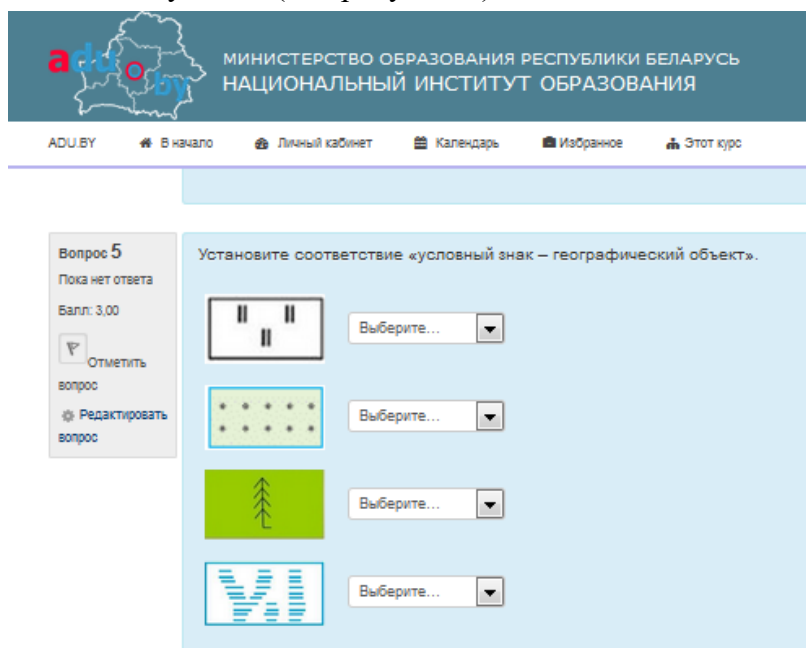 adu
by
МИНИСТЕРСТВО ОБРАЗОВАНИЯ РЕСПУБЛИКИ БЕЛАРУСЬ
НАЦИОНАЛЬНЫЙ ИНСТИТУТ ОБРАЗОВАНИЯ
ADU.BY В начало Личный кабинет Календарь Избранное Этот курс
Вопрос 5
Пока нет ответа
Балл: 3,00
Отметить
вопрос
Редактировать
вопрос
Установите соответствие «условный знак – географический объект».
Выберите...
Выберите...
Выберите...
Выберите...